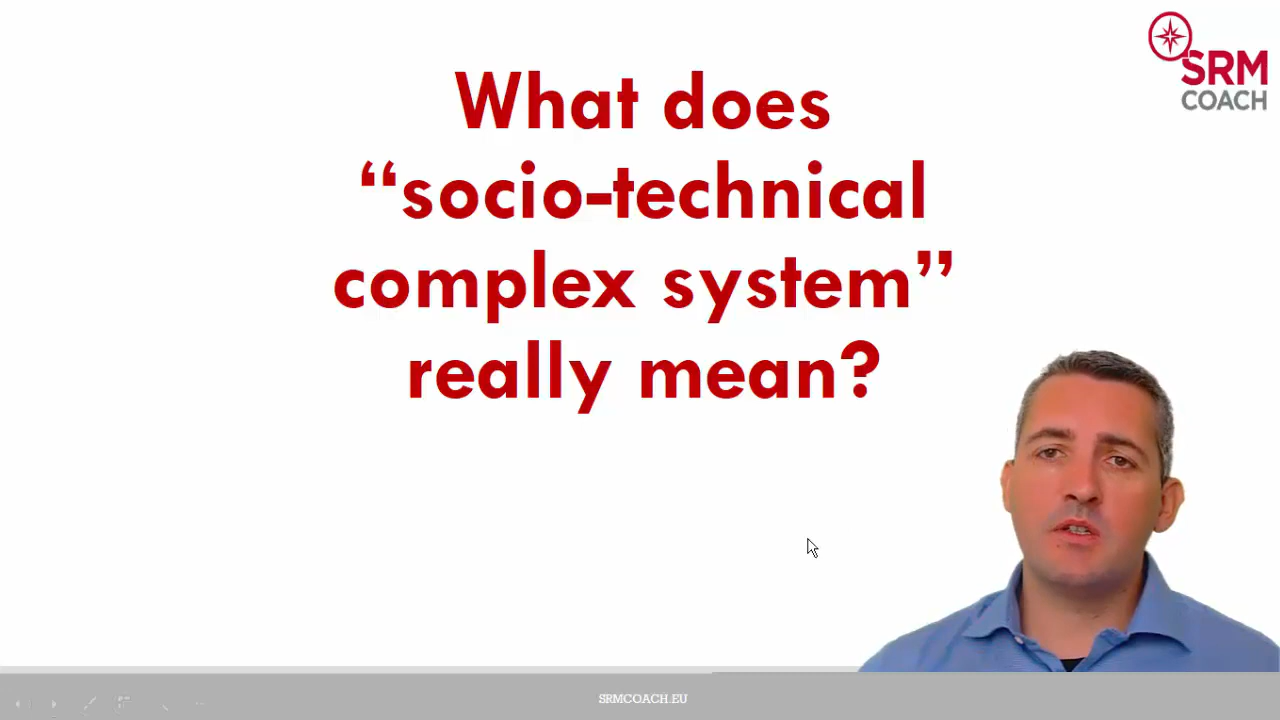 What does
“socio-technical
complex system”
really mean?
SRM
COACH
SRMCOACH.EU